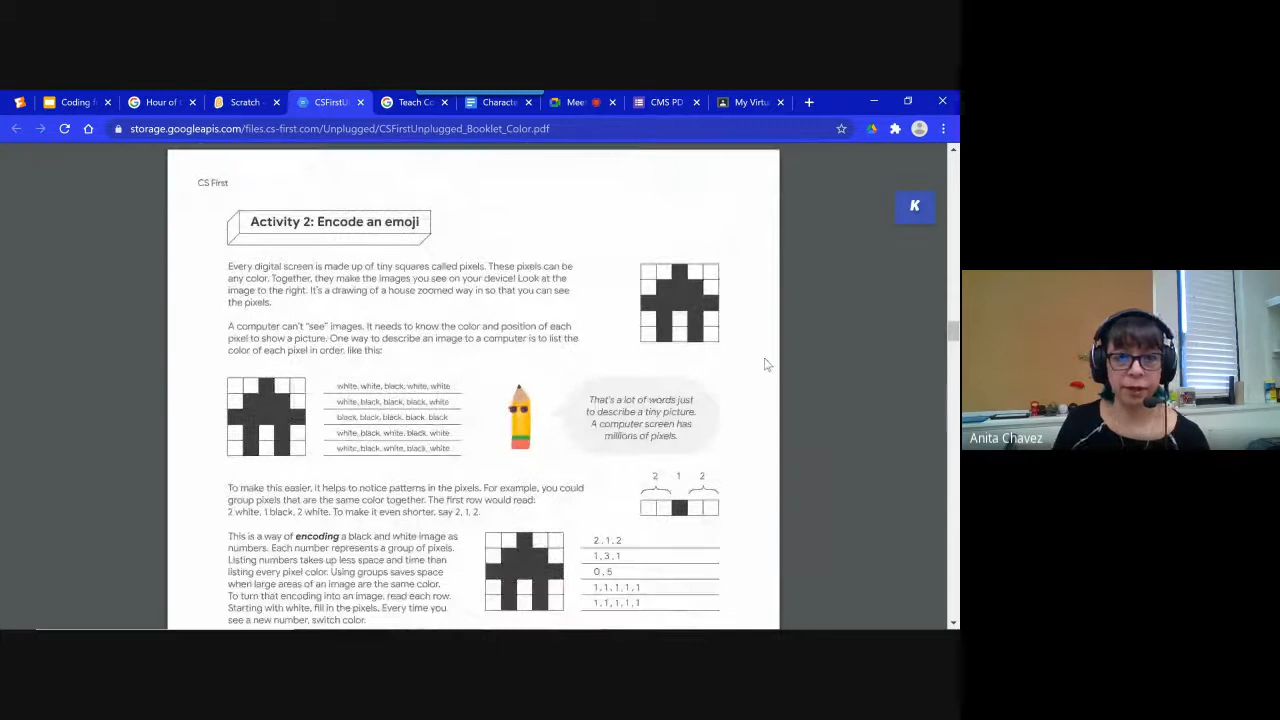 Coding f
Hour of C
Scratch -
CSFirstU
Teach Co
Characte
Mee
CMS PD
My Virtu
storage.googleapis.com/files.cs-first.com/Unplugged/CSFirstUnplugged_Booklet_Color.pdf
K
CS First
Activity 2: Encode an emoji
Every digital screen is made up of tiny squares called pixels. These pixels can be
any color. Together, they make the images you see on your device! Look at the
image to the right. It's a drawing of a house zoomed way in so that you can see
the pixels.
A computer can't "see" images. It needs to know the color and position of each
pixel to show a picture. One way to describe an image to a computer is to list the
color of each pixel in order, like this:
white, white, black, white, white
white, black, black, black, white
black, black, black, black, black
white, black, white, black, white
white, black, white, black, white
That's a lot of words just
to describe a tiny picture.
A computer screen has
millions of pixels.
To make this easier, it helps to notice patterns in the pixels. For example, you could
group pixels that are the same color together. The first row would read:
2 white, 1 black, 2 white. To make it even shorter, say 2, 1, 2.
2 1 2
This is a way of encoding a black and white image as
numbers. Each number represents a group of pixels.
Listing numbers takes up less space and time than
listing every pixel color. Using groups saves space
when large areas of an image are the same color.
To turn that encoding into an image, read each row.
Starting with white, fill in the pixels. Every time you
see a new number, switch color.
2, 1, 2
1, 3, 1
0, 5
1, 1, 1, 1, 1
1, 1, 1, 1, 1
Anita Chavez